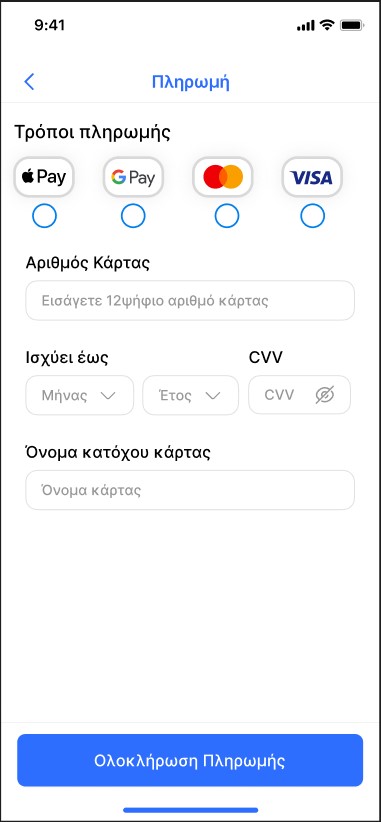 9:41
Πληρωμή
Τρόποι πληρωμής
Pay G Pay VISA
Αριθμός Κάρτας
Εισάγετε 12ψήφιο αριθμό κάρτας
Ισχύει έως CVV
Μήνας Έτος CVV
Όνομα κατόχου κάρτας
Όνομα κάρτας
Ολοκλήρωση Πληρωμής